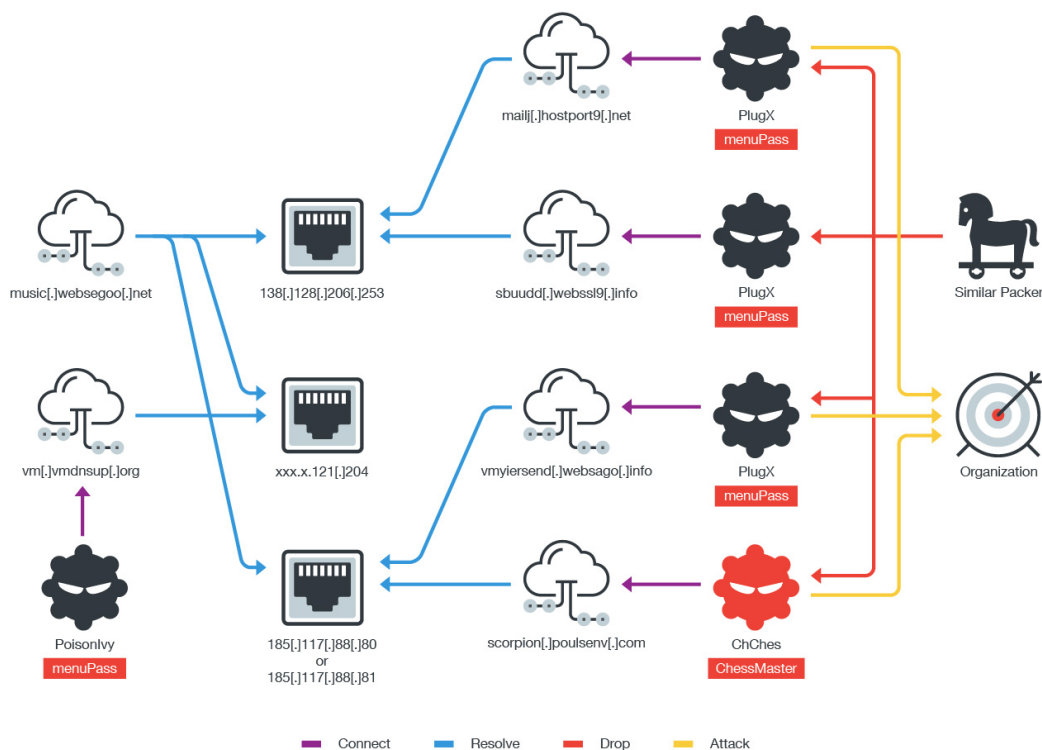 mailj[.]hostport9[.]net
PlugX
menuPass
music[.]websegoo[.]net
138[.]128[.]206[.]253
sbuudd[.]webssl9[.]info
PlugX
menuPass
Similar Packer
vm[.]vmdnsup[.]org
xxx.x.121[.]204
vmyiersend[.]websago[.]info
PlugX
menuPass
Organization
PoisonIvy
menuPass
185[.]117[.]88[.]80
or
185[.]117[.]88[.]81
scorpion[.]poulsenv[.]com
ChChes
ChessMaster
Connect Resolve Drop Attack